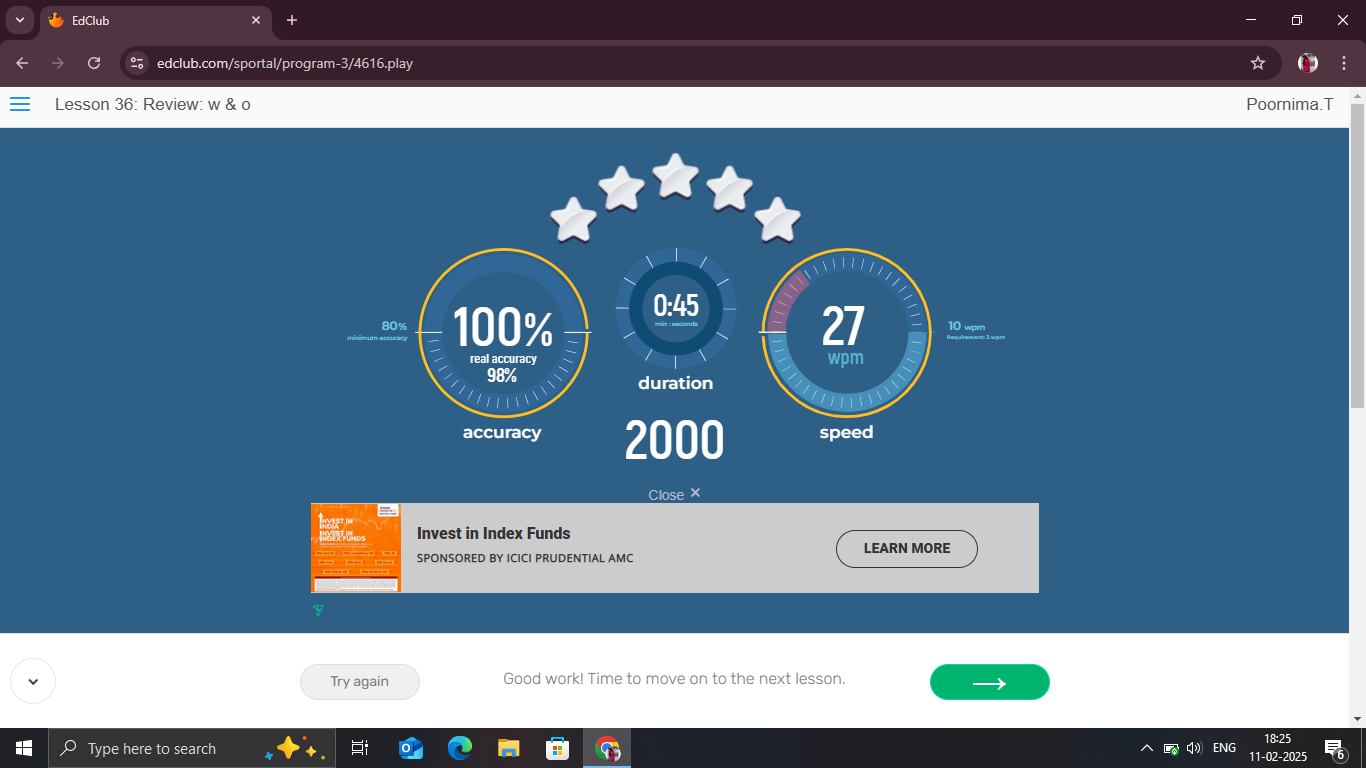 EdClub
edclub.com/sportal/program-3/4616.play
Lesson 36: Review: w & o
Poornima.T
80%
minimum accuracy
100%
real accuracy
98%
accuracy
0:45
min : seconds
duration
2000
27
wpm
speed
10 wpm
Requirement: 3 wpm
Close ×
INVEST IN
INDIA
INVEST IN
INDEX FUNDS
Invest in Index Funds
SPONSORED BY ICICI PRUDENTIAL AMC
LEARN MORE
Try again
Good work! Time to move on to the next lesson.
Type here to search
ENG
18:25
11-02-2025
6